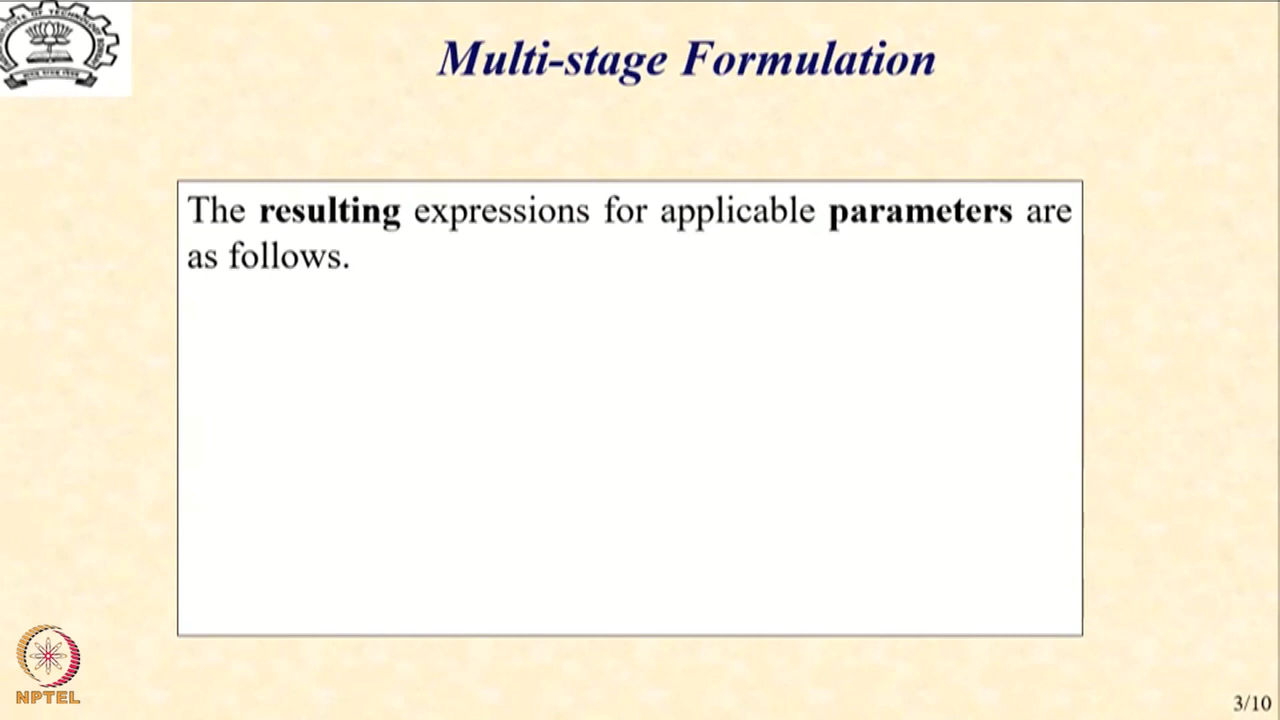 Multi-stage Formulation
The resulting expressions for applicable parameters are
as follows.
NPTEL
3/10